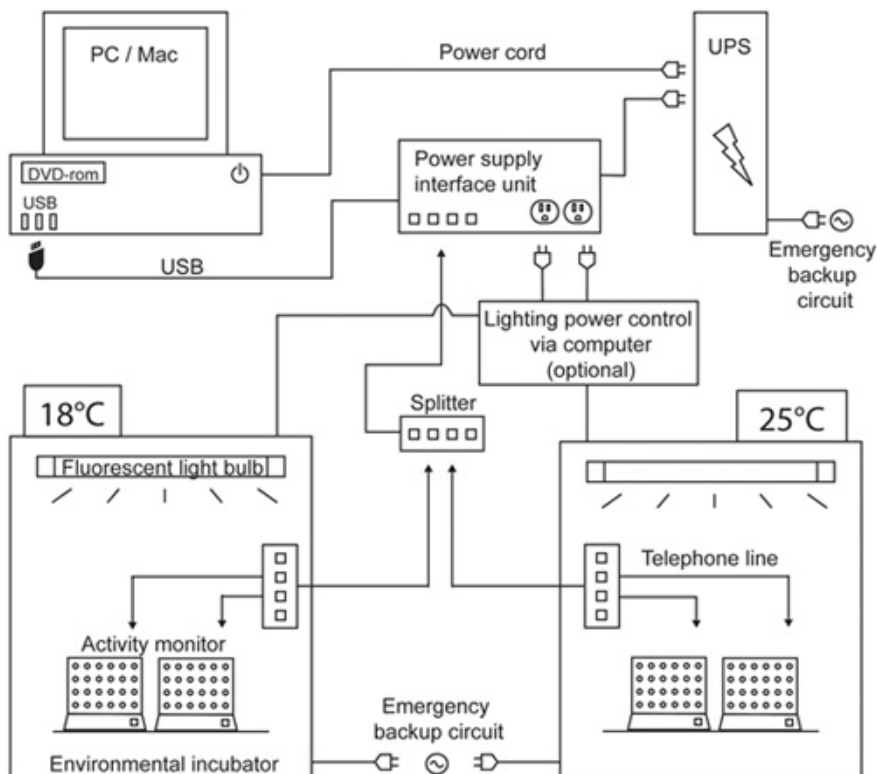 PC / Mac
Power cord
UPS
DVD-rom
USB
Power supply
interface unit
USB
Emergency
backup
circuit
Lighting power control
via computer
(optional)
18°C
Splitter
25°C
Fluorescent light bulb
Telephone line
Activity monitor
Emergency
backup circuit
Environmental incubator